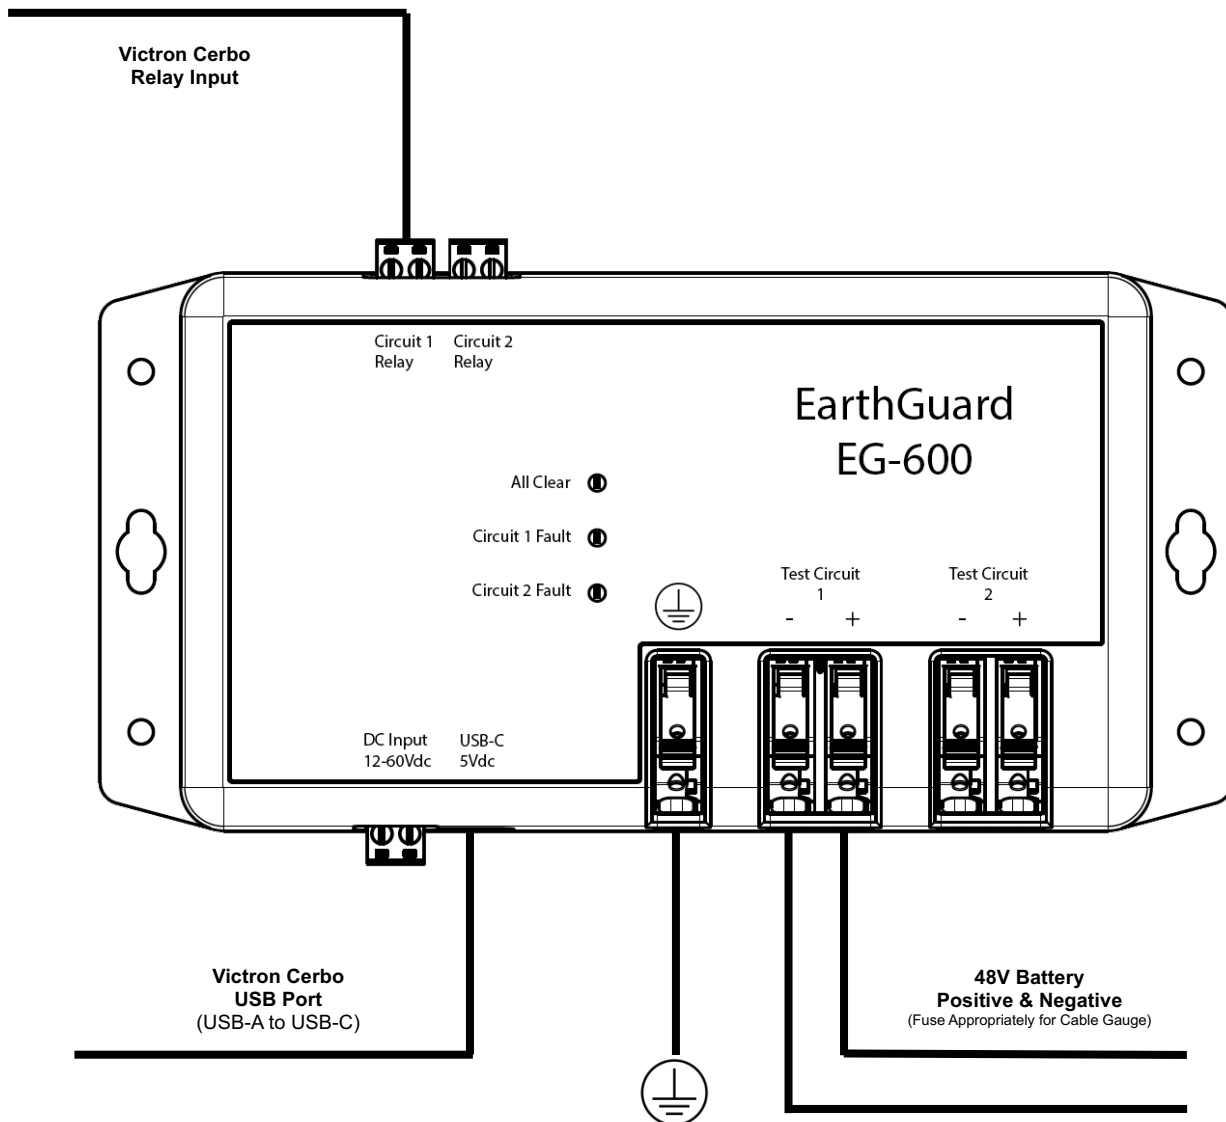 Victron Cerbo
Relay Input
Circuit 1 Circuit 2
Relay Relay
EarthGuard
EG-600
All Clear
Circuit 1 Fault
Circuit 2 Fault
Test Circuit
1
- +
Test Circuit
2
- +
DC Input USB-C
12-60Vdc 5Vdc
Victron Cerbo
USB Port
(USB-A to USB-C)
48V Battery
Positive & Negative
(Fuse Appropriately for Cable Gauge)